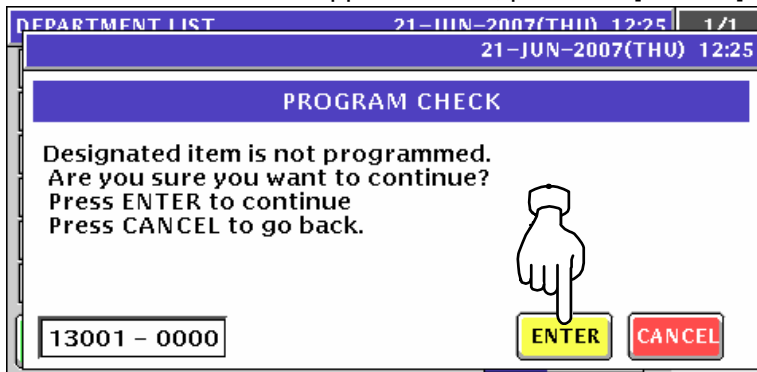 DEPARTMENT LIST 21-JUN-2007(THU) 12:25 1/1
21-JUN-2007(THU) 12:25
PROGRAM CHECK
Designated item is not programmed.
Are you sure you want to continue?
Press ENTER to continue
Press CANCEL to go back.
13001 - 0000 ENTER CANCEL